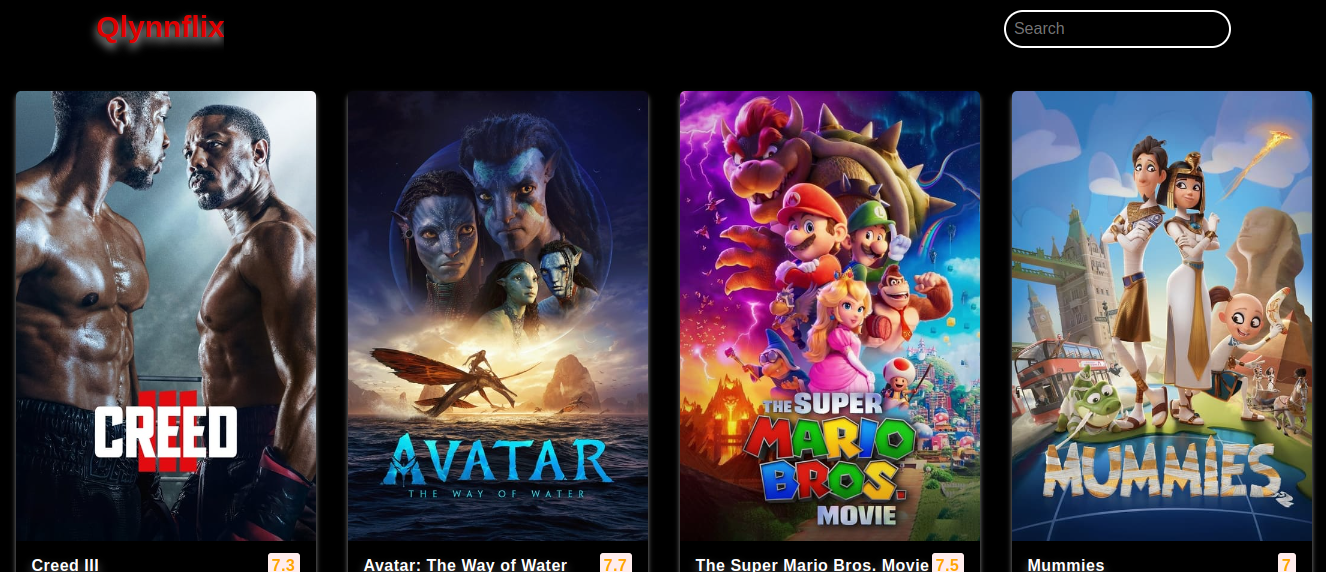 Qlynnflix
Search
CREED
III
AVATAR
THE WAY OF WATER
THE SUPER
MARIO
BROS.
MOVIE
MUMMIES
Creed III
7.3
Avatar: The Way of Water
7.7
The Super Mario Bros. Movie
7.5
Mummies
7